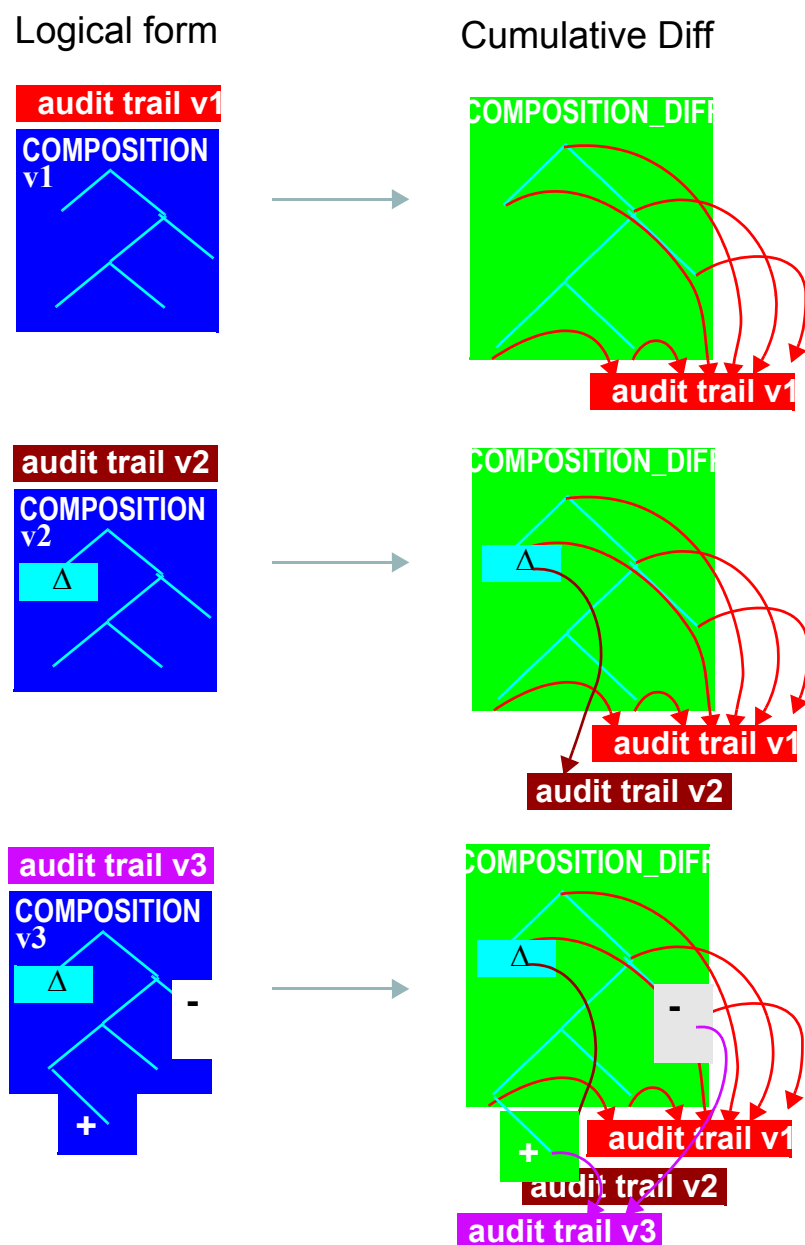 Logical form
Cumulative Diff
audit trail v1
COMPOSITION
v1
COMPOSITION_DIFF
audit trail v1
audit trail v2
COMPOSITION
v2
Δ
COMPOSITION_DIFF
Δ
audit trail v1
audit trail v2
audit trail v3
COMPOSITION
v3
Δ
-
+
COMPOSITION_DIFF
Δ
-
+
audit trail v1
audit trail v2
audit trail v3